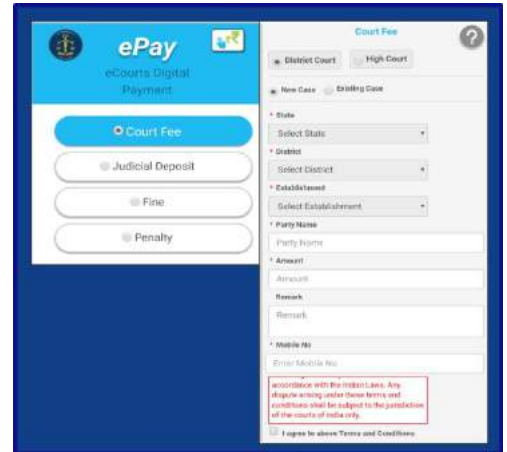 ePay
eCourts Digital
Payment
Court Fee
Judicial Deposit
Fine
Penalty
Court Fee
?
District Court
High Court
New Case
Existing Case
* State
Select State
* District
Select District
* Establishment
Select Establishment
* Party Name
Party Name
* Amount
Amount
Remark
Remark
* Mobile No
Enter Mobile No
accordance with the Indian Laws. Any
dispute arising under these terms and
conditions shall be subject to the jurisdiction
of the courts of india only.
I agree to above Terms and Conditions